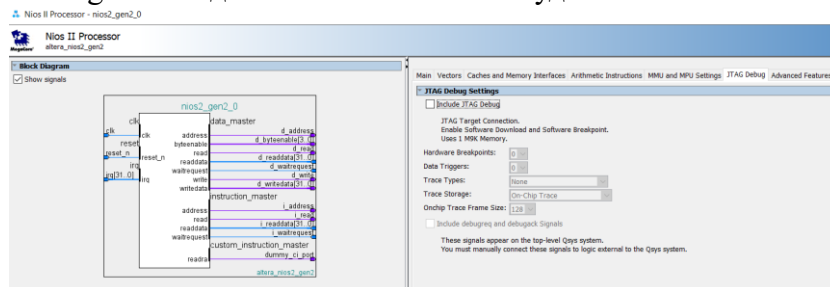 Nios II Processor - nios2_gen2_0
Nios II Processor
altera_nios2_gen2
Block Diagram
Show signals
nios2_gen2_0
clk
clk
clk
reset
reset_n
reset_n
irq
irq[31..0]
irq
data_master
address
d_address
byteenable
d_byteenable[3..0]
read
d_read
readdata
d_readdata[31..0]
waitrequest
d_waitrequest
write
d_write
writedata
d_writedata[31..0]
instruction_master
address
i_address
read
i_read
readdata
i_readdata[31..0]
waitrequest
i_waitrequest
custom_instruction_master
readra
dummy_ci_port
altera_nios2_gen2
Main Vectors Caches and Memory Interfaces Arithmetic Instructions MMU and MPU Settings JTAG Debug Advanced Features
JTAG Debug Settings
Include JTAG Debug
JTAG Target Connection.
Enable Software Download and Software Breakpoint.
Uses 1 M9K Memory.
Hardware Breakpoints: 0
Data Triggers: 0
Trace Types: None
Trace Storage: On-Chip Trace
Onchip Trace Frame Size: 128
Include debugreq and debugack Signals
These signals appear on the top-level Qsys system.
You must manually connect these signals to logic external to the Qsys system.